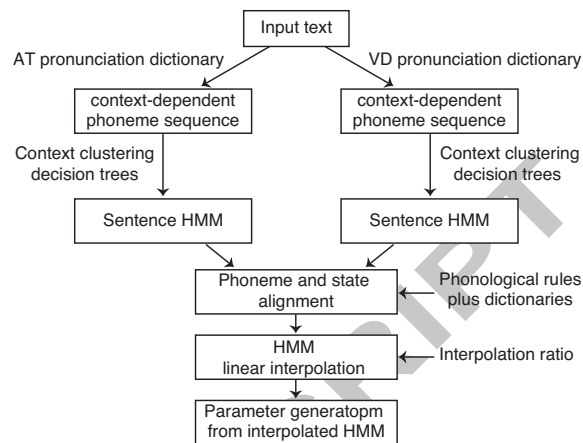 Input text
AT pronunciation dictionary
VD pronunciation dictionary
context-dependent
phoneme sequence
context-dependent
phoneme sequence
Context clustering
decision trees
Context clustering
decision trees
Sentence HMM
Sentence HMM
Phoneme and state
alignment
Phonological rules
plus dictionaries
HMM
linear interpolation
Interpolation ratio
Parameter generatopm
from interpolated HMM
SCRIPT